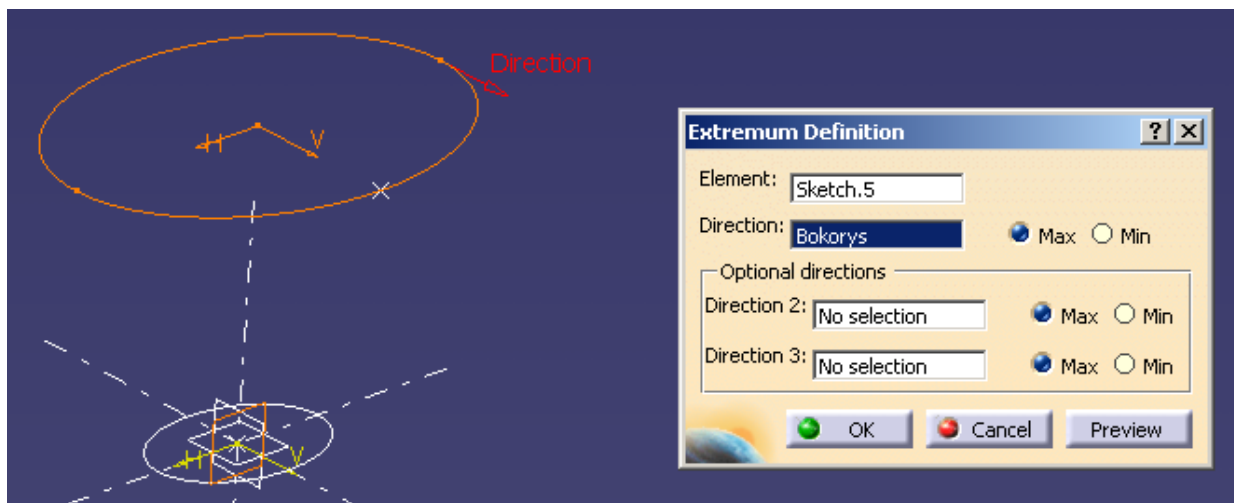 Direction
H V
H V
Extremum Definition
Element: Sketch.5
Direction: Bokorys Max Min
Optional directions
Direction 2: No selection Max Min
Direction 3: No selection Max Min
OK Cancel Preview